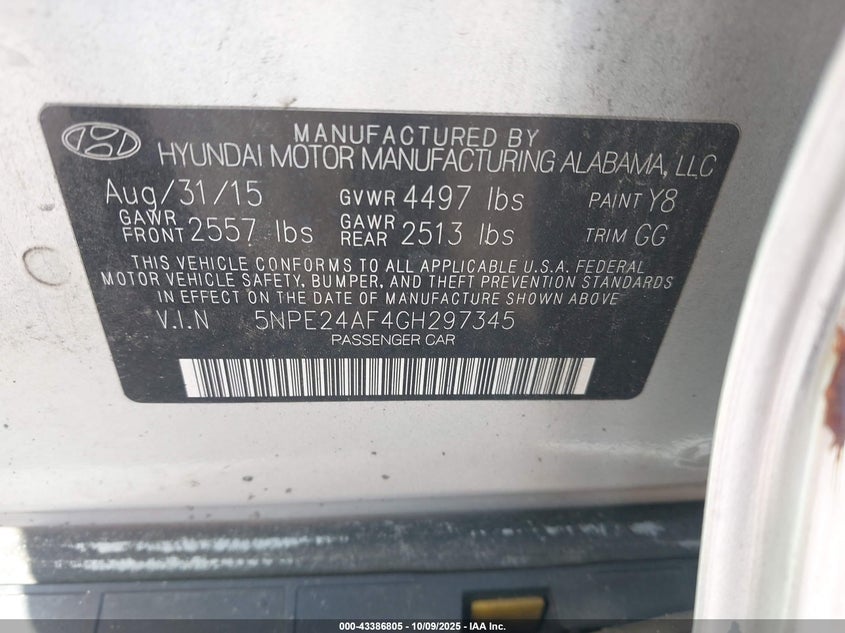 MANUFACTURED BY
HYUNDAI MOTOR MANUFACTURING ALABAMA, LLC
Aug/31/15 GVWR 4497 lbs PAINT Y8
GAWR FRONT 2557 lbs GAWR REAR 2513 lbs TRIM GG
THIS VEHICLE CONFORMS TO ALL APPLICABLE U.S.A. FEDERAL
MOTOR VEHICLE SAFETY, BUMPER, AND THEFT PREVENTION STANDARDS
IN EFFECT ON THE DATE OF MANUFACTURE SHOWN ABOVE
V.I.N 5NPE24AF4GH297345
PASSENGER CAR
000-43386805 - 10/09/2025 - IAA Inc.